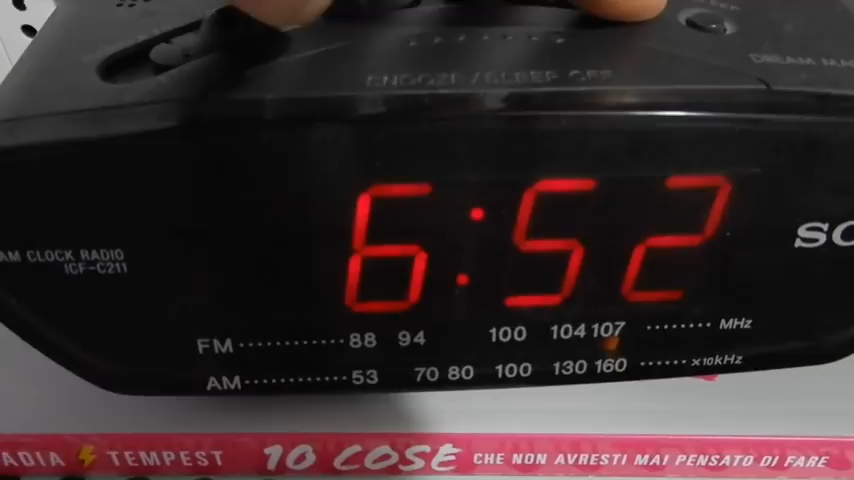 SNOOZE / SLEEP OFF
6:52
AM CLOCK RADIO
ICF-C211
FM 88 94 100 104 107 MHz
AM 53 70 80 100 130 160 x10kHz
ADIA ⚡ TEMPEST 10 COSE CHE NON AVRESTI MAI PENSATO DI FARE